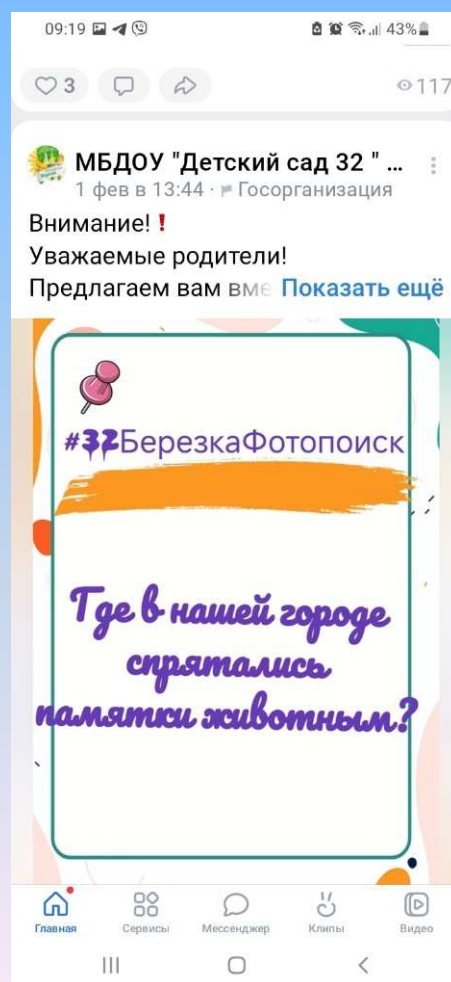 09:19 43%
3 117
МБДОУ "Детский сад 32 " ...
1 фев в 13:44 · Госорганизация
Внимание!❗
Уважаемые родители!
Предлагаем вам вме Показать ещё
#32БерезкаФотопоиск
Где в нашей городе
спрятались
памятки животным?
Главная Сервисы Мессенджер Клипы Видео